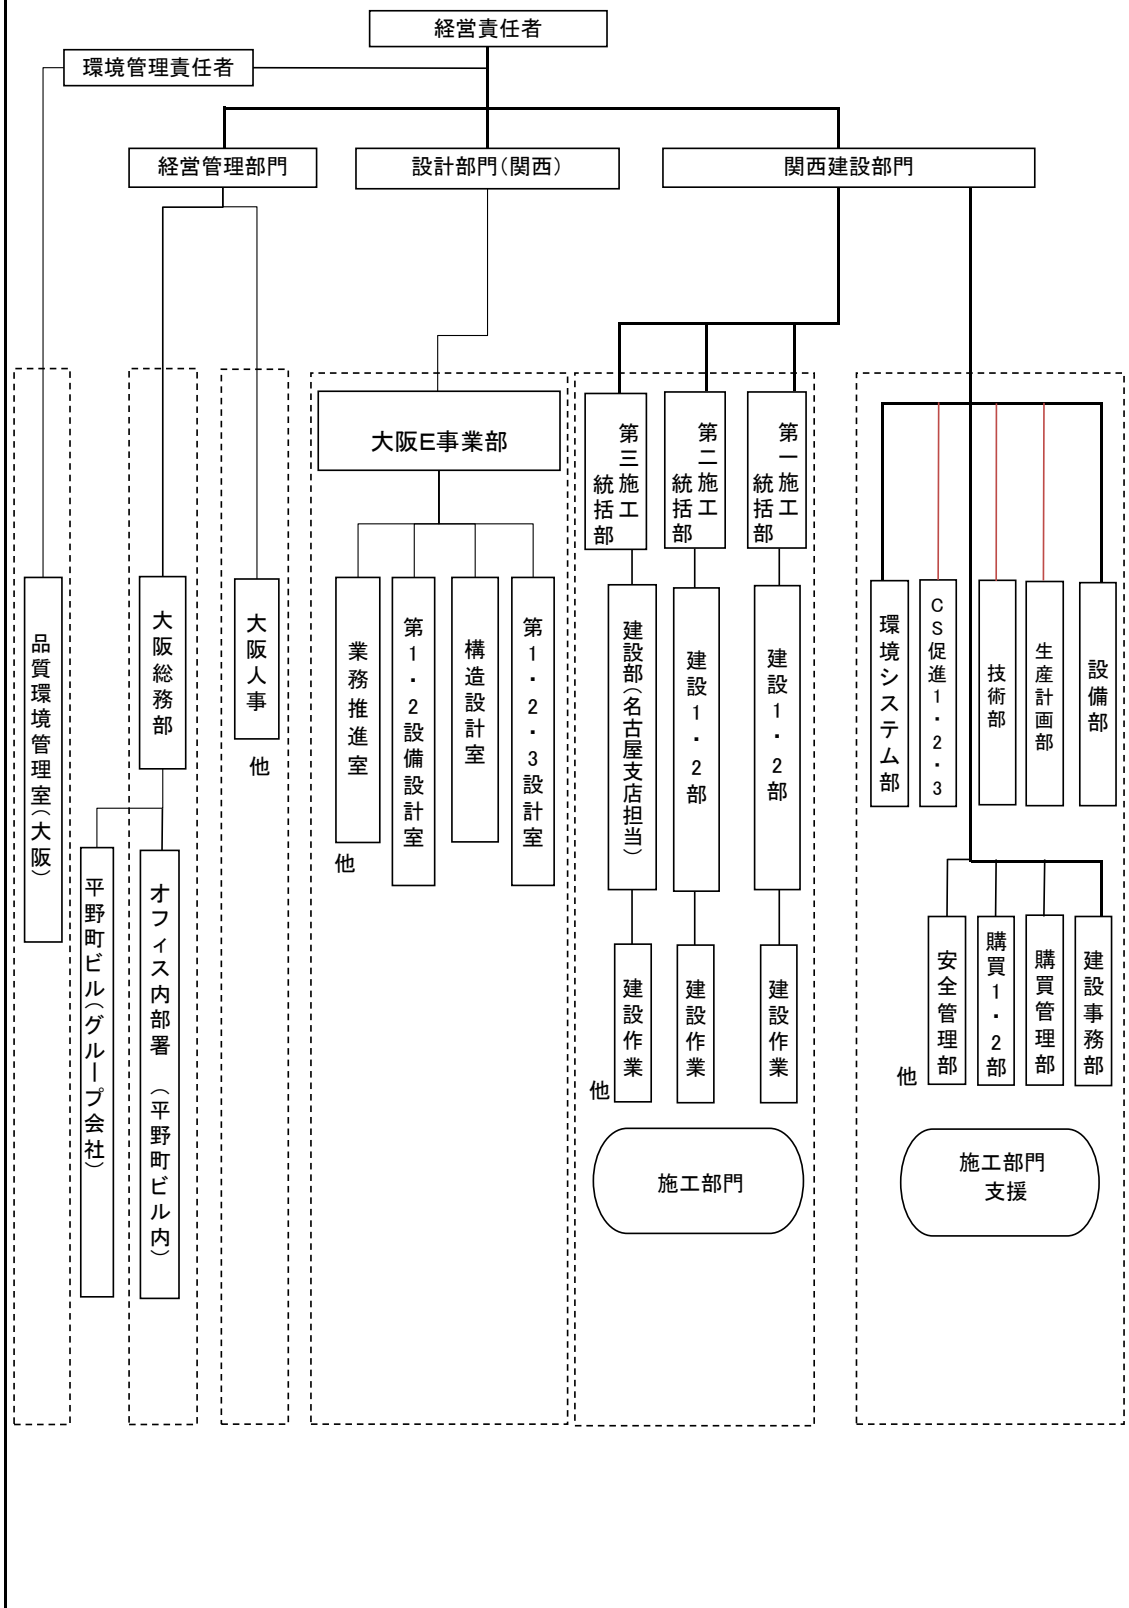 経営責任者
環境管理責任者
経営管理部門
設計部門(関西)
関西建設部門
品質環境管理室(大阪)
大阪総務部
平野町ビル(グループ会社)
オフィス内部署 (平野町ビル内)
大阪人事
他
大阪E事業部
業務推進室
他
第1・2設備設計室
構造設計室
第1・2・3設計室
第三施工
統括部
第二施工
統括部
第一施工
統括部
建設部(名古屋支店担当)
建設1・2部
建設1・2部
建設作業
建設作業
建設作業
他
施工部門
環境システム部
CS促進1・2・3
技術部
生産計画部
設備部
安全管理部
購買1・2部
購買管理部
建設事務部
他
施工部門
支援